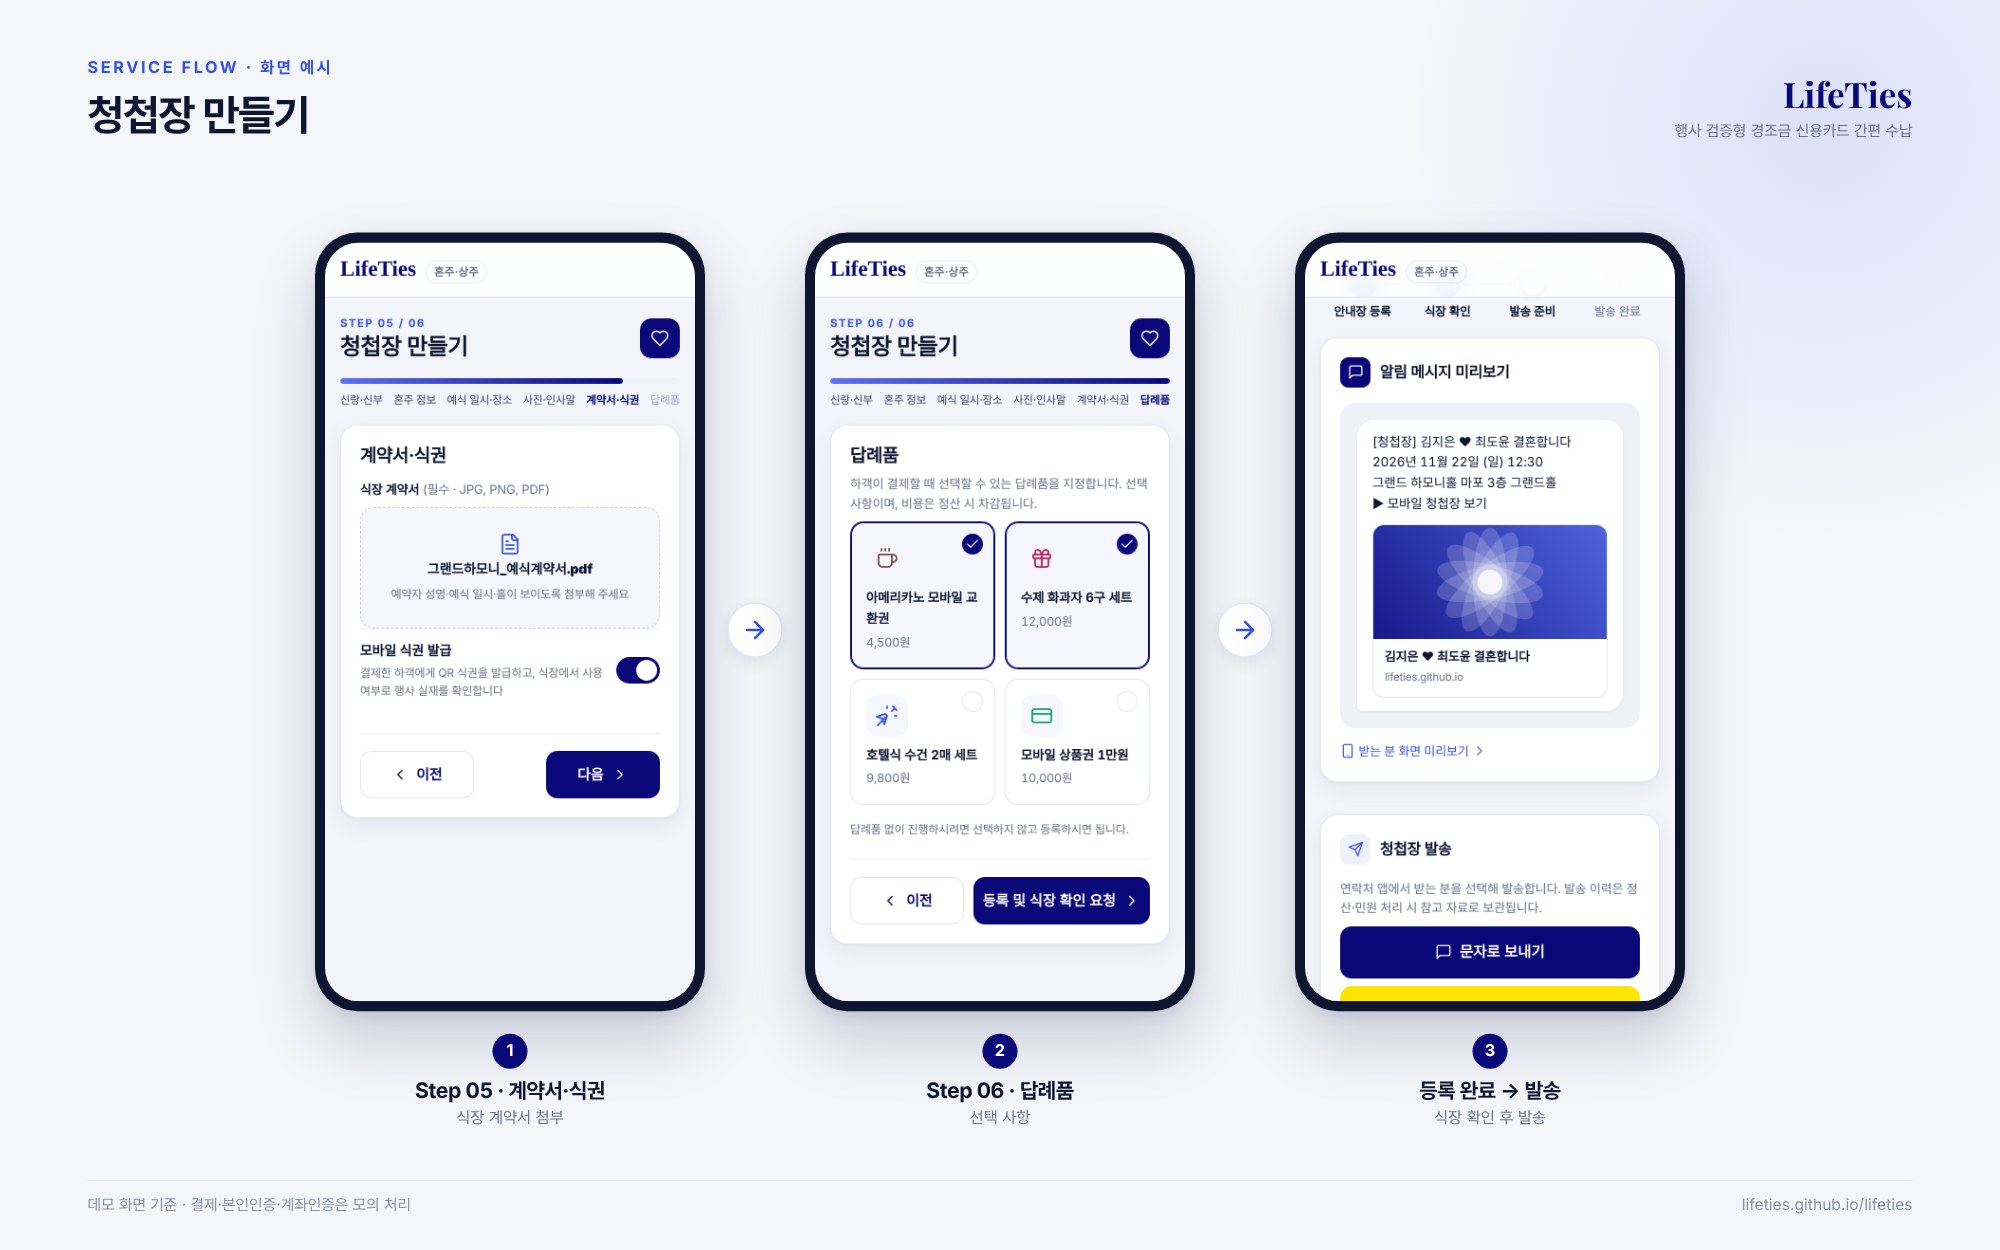 SERVICE FLOW · 화면 예시
청첩장 만들기
LifeTies
행사 검증형 경조금 신용카드 간편 수납
LifeTies 혼주·상주
STEP 05 / 06
청첩장 만들기
신랑·신부 혼주 정보 예식 일시·장소 사진·인사말 계약서·식권 답례품
계약서·식권
식장 계약서 (필수 · JPG, PNG, PDF)
그랜드하모니_예식계약서.pdf
예약자 성명·예식 일시·홀이 보이도록 첨부해 주세요
모바일 식권 발급
결제한 하객에게 QR 식권을 발급하고, 식장에서 사용
여부로 행사 실재를 확인합니다
이전 다음
1
Step 05 · 계약서·식권
식장 계약서 첨부
LifeTies 혼주·상주
STEP 06 / 06
청첩장 만들기
신랑·신부 혼주 정보 예식 일시·장소 사진·인사말 계약서·식권 답례품
답례품
하객이 결제할 때 선택할 수 있는 답례품을 지정합니다. 선택
사항이며, 비용은 정산 시 차감됩니다.
아메리카노 모바일 교
환권
4,500원
수제 화과자 6구 세트
12,000원
호텔식 수건 2매 세트
9,800원
모바일 상품권 1만원
10,000원
답례품 없이 진행하시려면 선택하지 않고 등록하시면 됩니다.
이전 등록 및 식장 확인 요청
2
Step 06 · 답례품
선택 사항
LifeTies 혼주·상주
안내장 등록 식장 확인 발송 준비 발송 완료
알림 메시지 미리보기
[청첩장] 김지은 ♥ 최도윤 결혼합니다
2026년 11월 22일 (일) 12:30
그랜드 하모니홀 마포 3층 그랜드홀
▶ 모바일 청첩장 보기
김지은 ♥ 최도윤 결혼합니다
lifeties.github.io
받는 분 화면 미리보기
청첩장 발송
연락처 앱에서 받는 분을 선택해 발송합니다. 발송 이력은 정
산·민원 처리 시 참고 자료로 보관됩니다.
문자로 보내기
3
등록 완료 → 발송
식장 확인 후 발송
데모 화면 기준 · 결제·본인인증·계좌인증은 모의 처리
lifeties.github.io/lifeties